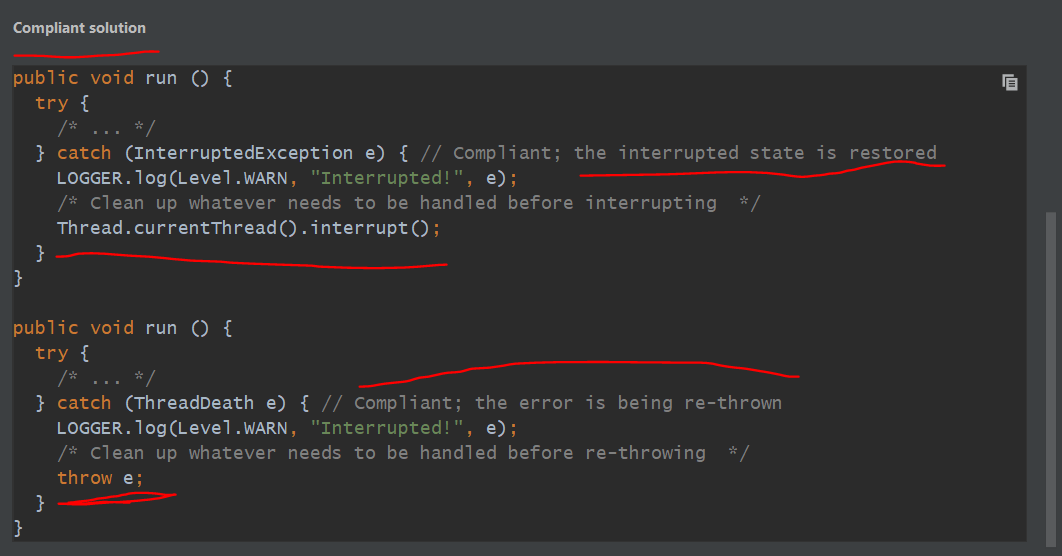 Compliant solution
public void run () {
  try {
    /* ... */
  } catch (InterruptedException e) { // Compliant; the interrupted state is restored
    LOGGER.log(Level.WARN, "Interrupted!", e);
    /* Clean up whatever needs to be handled before interrupting  */
    Thread.currentThread().interrupt();
  }
}
public void run () {
  try {
    /* ... */
  } catch (ThreadDeath e) { // Compliant; the error is being re-thrown
    LOGGER.log(Level.WARN, "Interrupted!", e);
    /* Clean up whatever needs to be handled before re-throwing  */
    throw e;
  }
}